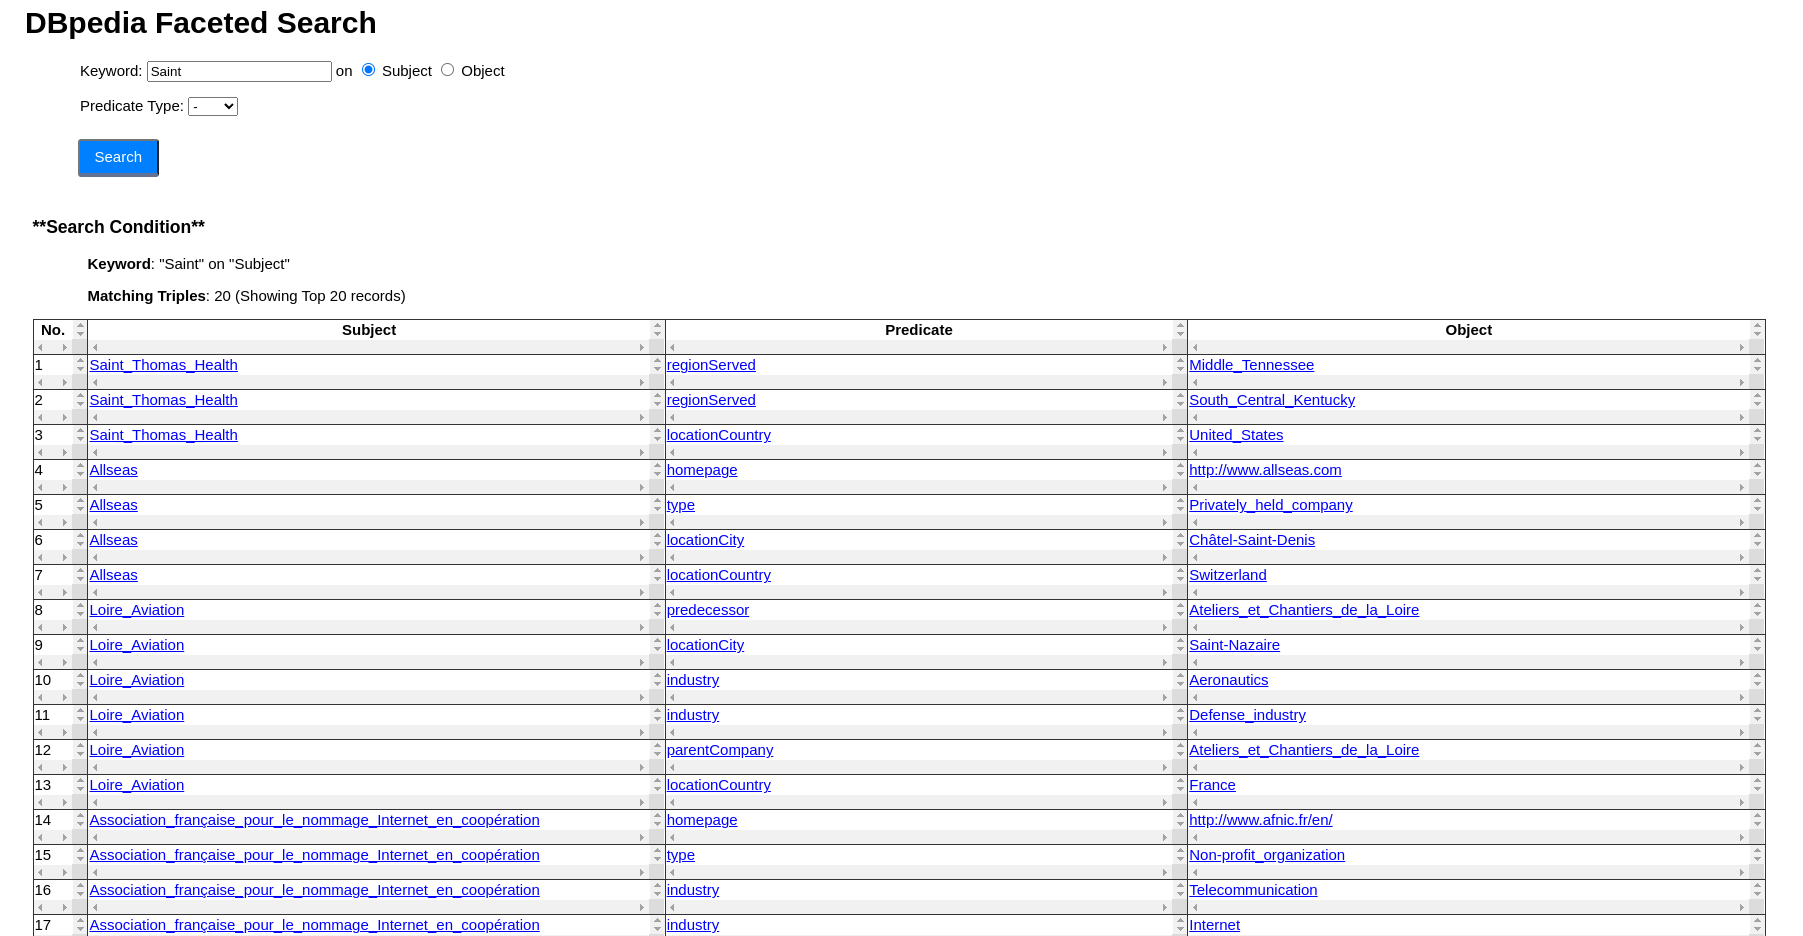 DBpedia Faceted Search
Keyword: Saint on Subject Object
Predicate Type: -
Search
**Search Condition**
Keyword: "Saint" on "Subject"
Matching Triples: 20 (Showing Top 20 records)
No. Subject Predicate Object
1 Saint_Thomas_Health regionServed Middle_Tennessee
2 Saint_Thomas_Health regionServed South_Central_Kentucky
3 Saint_Thomas_Health locationCountry United_States
4 Allseas homepage http://www.allseas.com
5 Allseas type Privately_held_company
6 Allseas locationCity Châtel-Saint-Denis
7 Allseas locationCountry Switzerland
8 Loire_Aviation predecessor Ateliers_et_Chantiers_de_la_Loire
9 Loire_Aviation locationCity Saint-Nazaire
10 Loire_Aviation industry Aeronautics
11 Loire_Aviation industry Defense_industry
12 Loire_Aviation parentCompany Ateliers_et_Chantiers_de_la_Loire
13 Loire_Aviation locationCountry France
14 Association_française_pour_le_nommage_Internet_en_coopération homepage http://www.afnic.fr/en/
15 Association_française_pour_le_nommage_Internet_en_coopération type Non-profit_organization
16 Association_française_pour_le_nommage_Internet_en_coopération industry Telecommunication
17 Association_française_pour_le_nommage_Internet_en_coopération industry Internet